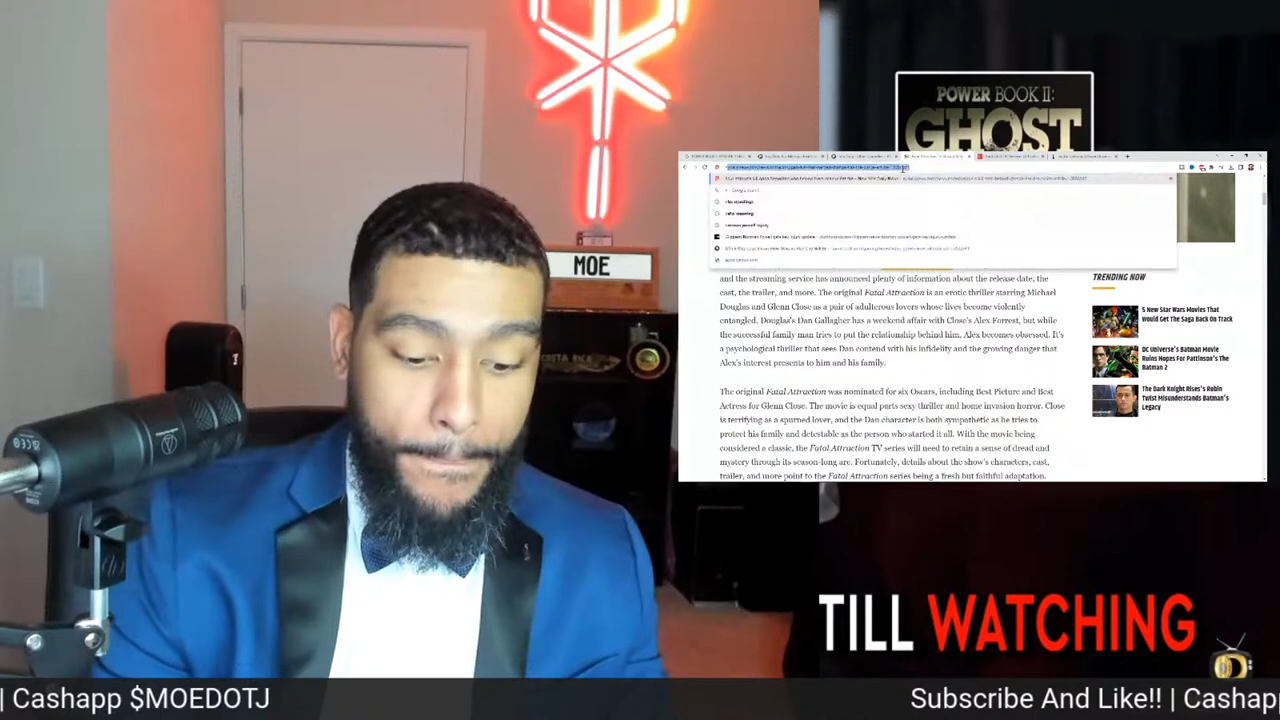 MOE
POWER BOOK II:
GHOST
nba standings
and the streaming service has announced plenty of information about the release date, the
cast, the trailer, and more. The original Fatal Attraction is an erotic thriller starring Michael
Douglas and Glenn Close as a pair of adulterous lovers whose lives become violently
entangled. Douglas's Dan Gallagher has a weekend affair with Close's Alex Forrest, but while
the successful family man tries to put the relationship behind him, Alex becomes obsessed. It's
a psychological thriller that sees Dan contend with his infidelity and the growing danger that
Alex's interest presents to him and his family.
The original Fatal Attraction was nominated for six Oscars, including Best Picture and Best
Actress for Glenn Close. The movie is equal parts sexy thriller and home invasion horror. Close
is terrifying as a spurned lover, and the Dan character is both sympathetic as he tries to
protect his family and detestable as the person who started it all. With the movie being
considered a classic, the Fatal Attraction TV series will need to retain a sense of dread and
mystery through its season-long arc. Fortunately, details about the show's characters, cast,
trailer, and more point to the Fatal Attraction series being a fresh but faithful adaptation.
TRENDING NOW
5 New Star Wars Movies That
Would Get The Saga Back On Track
DC Universe's Batman Movie
Ruins Hopes For Pattinson's The
Batman 2
The Dark Knight Rises's Robin
Twist Misunderstands Batman's
Legacy
TILL WATCHING
| Cashapp $MOEDOTJ
Subscribe And Like!! | Cashap